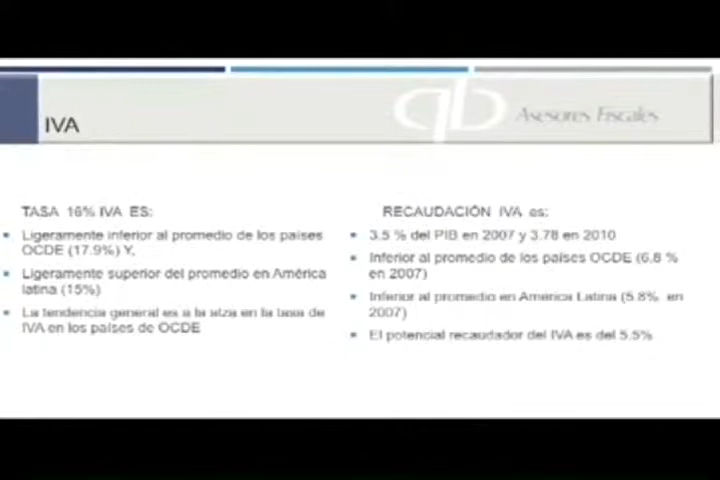 IVA
qb Asesores Fiscales
TASA 16% IVA ES:
Ligeramente inferior al promedio de los países
OCDE (17.9%) Y,
Ligeramente superior del promedio en América
latina (15%)
La tendencia general es a la alza en la tasa de
IVA en los países de OCDE
RECAUDACIÓN IVA es:
3.5 % del PIB en 2007 y 3.78 en 2010
Inferior al promedio de los países OCDE (6.8 %
en 2007)
Inferior al promedio en América Latina (5.8% en
2007)
El potencial recaudador del IVA es del 5.5%